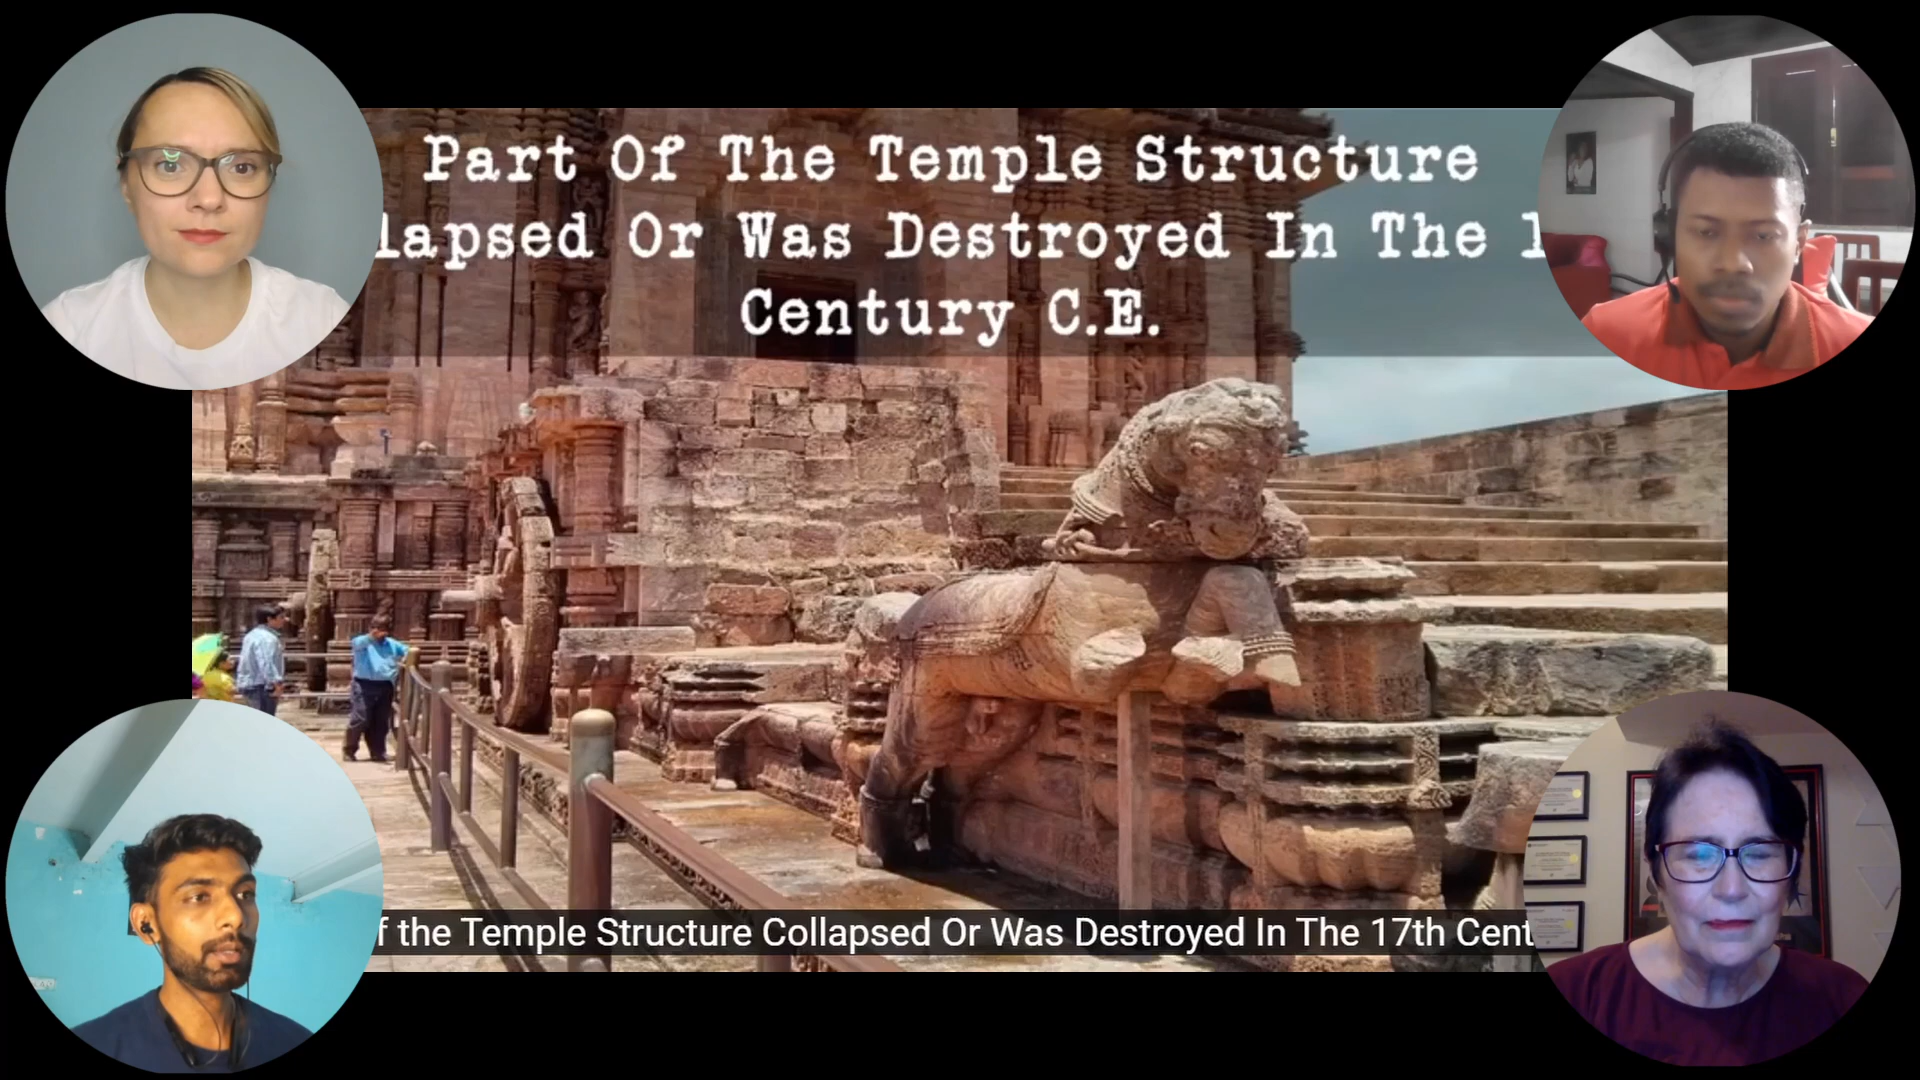 Part Of The Temple Structure
lapsed Or Was Destroyed In The 1
Century C.E.
f the Temple Structure Collapsed Or Was Destroyed In The 17th Cent